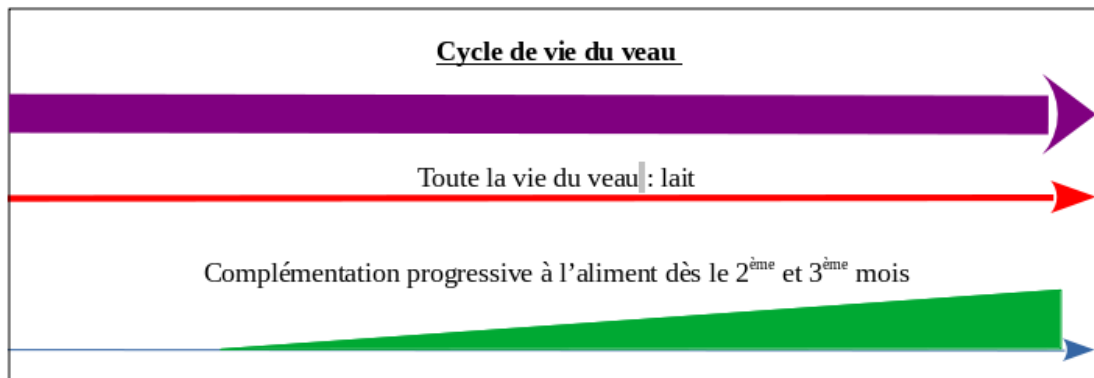 Cycle de vie du veau
Toute la vie du veau : lait
Complémentation progressive à l’aliment dès le 2ème et 3ème mois